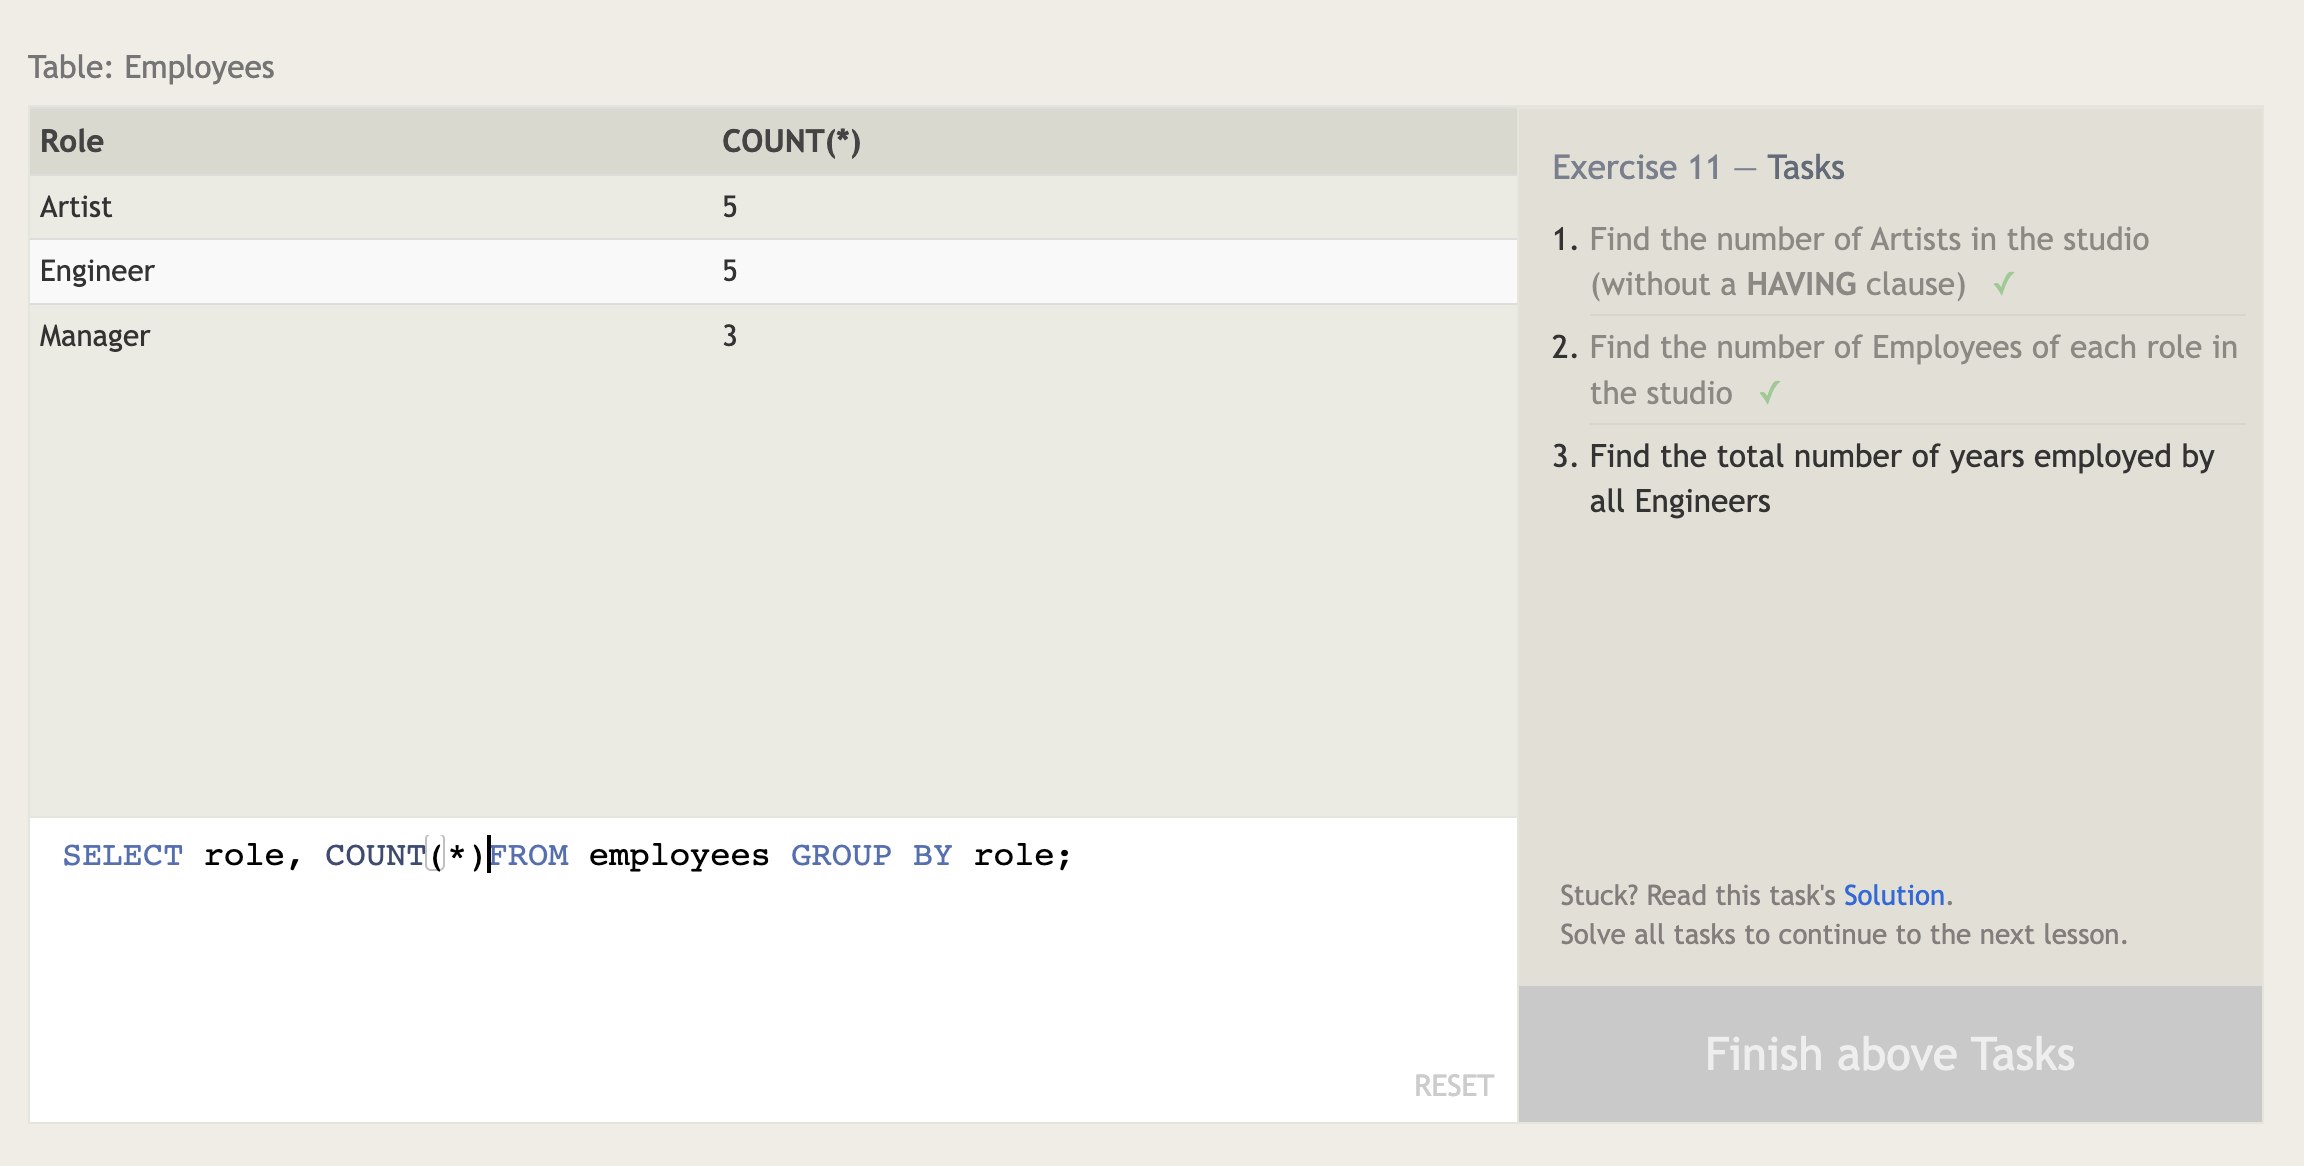 Table: Employees
Role COUNT(*)
Artist 5
Engineer 5
Manager 3
SELECT role, COUNT(*)FROM employees GROUP BY role;
RESET
Exercise 11 — Tasks
1. Find the number of Artists in the studio
(without a HAVING clause) ✓
2. Find the number of Employees of each role in
the studio ✓
3. Find the total number of years employed by
all Engineers
Stuck? Read this task's Solution.
Solve all tasks to continue to the next lesson.
Finish above Tasks